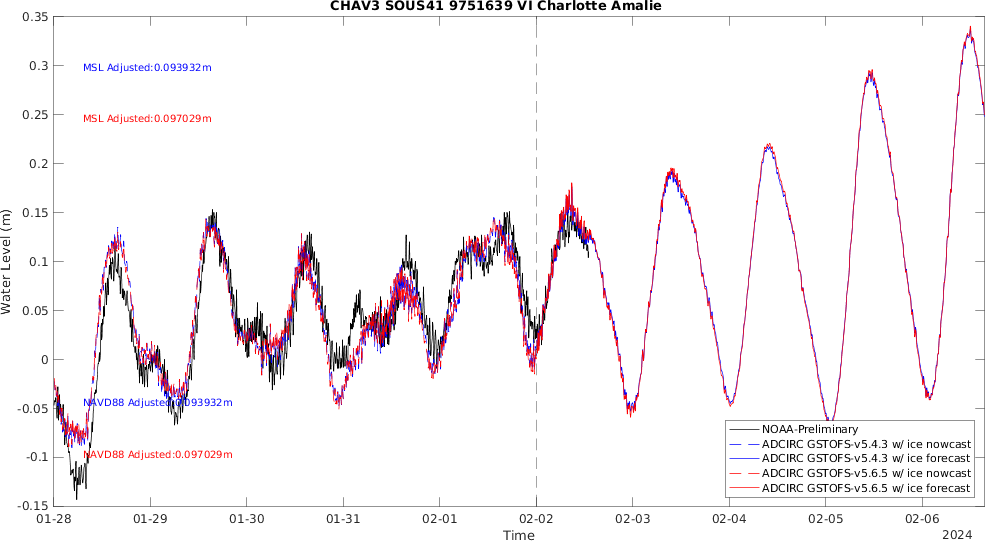 CHAV3 SOUS41 9751639 VI Charlotte Amalie
0.35
0.3
0.25
0.2
0.15
0.1
0.05
0
-0.05
-0.1
-0.15
Water Level (m)
MSL Adjusted:0.093932m
MSL Adjusted:0.097029m
NAVD88 Adjusted:0.093932m
NAVD88 Adjusted:0.097029m
NOAA-Preliminary
ADCIRC GSTOFS-v5.4.3 w/ ice nowcast
ADCIRC GSTOFS-v5.4.3 w/ ice forecast
ADCIRC GSTOFS-v5.6.5 w/ ice nowcast
ADCIRC GSTOFS-v5.6.5 w/ ice forecast
01-28 01-29 01-30 01-31 02-01 02-02 02-03 02-04 02-05 02-06
Time
2024